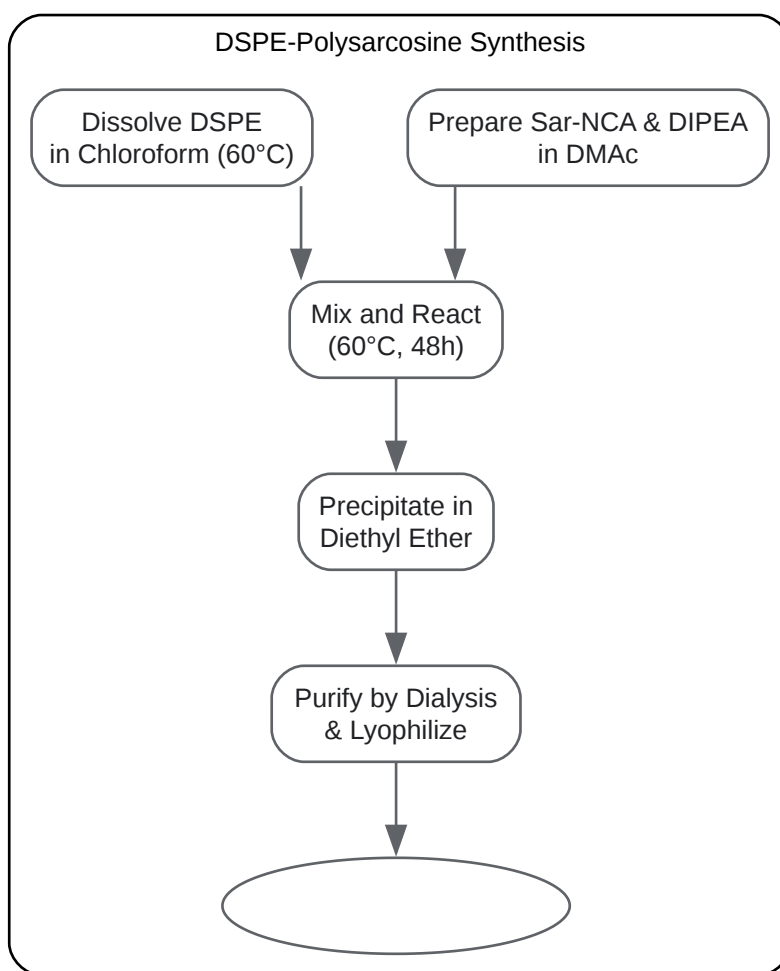 DSPE-Polysarcosine Synthesis
Dissolve DSPE
in Chloroform (60°C)
Prepare Sar-NCA & DIPEA
in DMAc
Mix and React
(60°C, 48h)
Precipitate in
Diethyl Ether
Purify by Dialysis
& Lyophilize